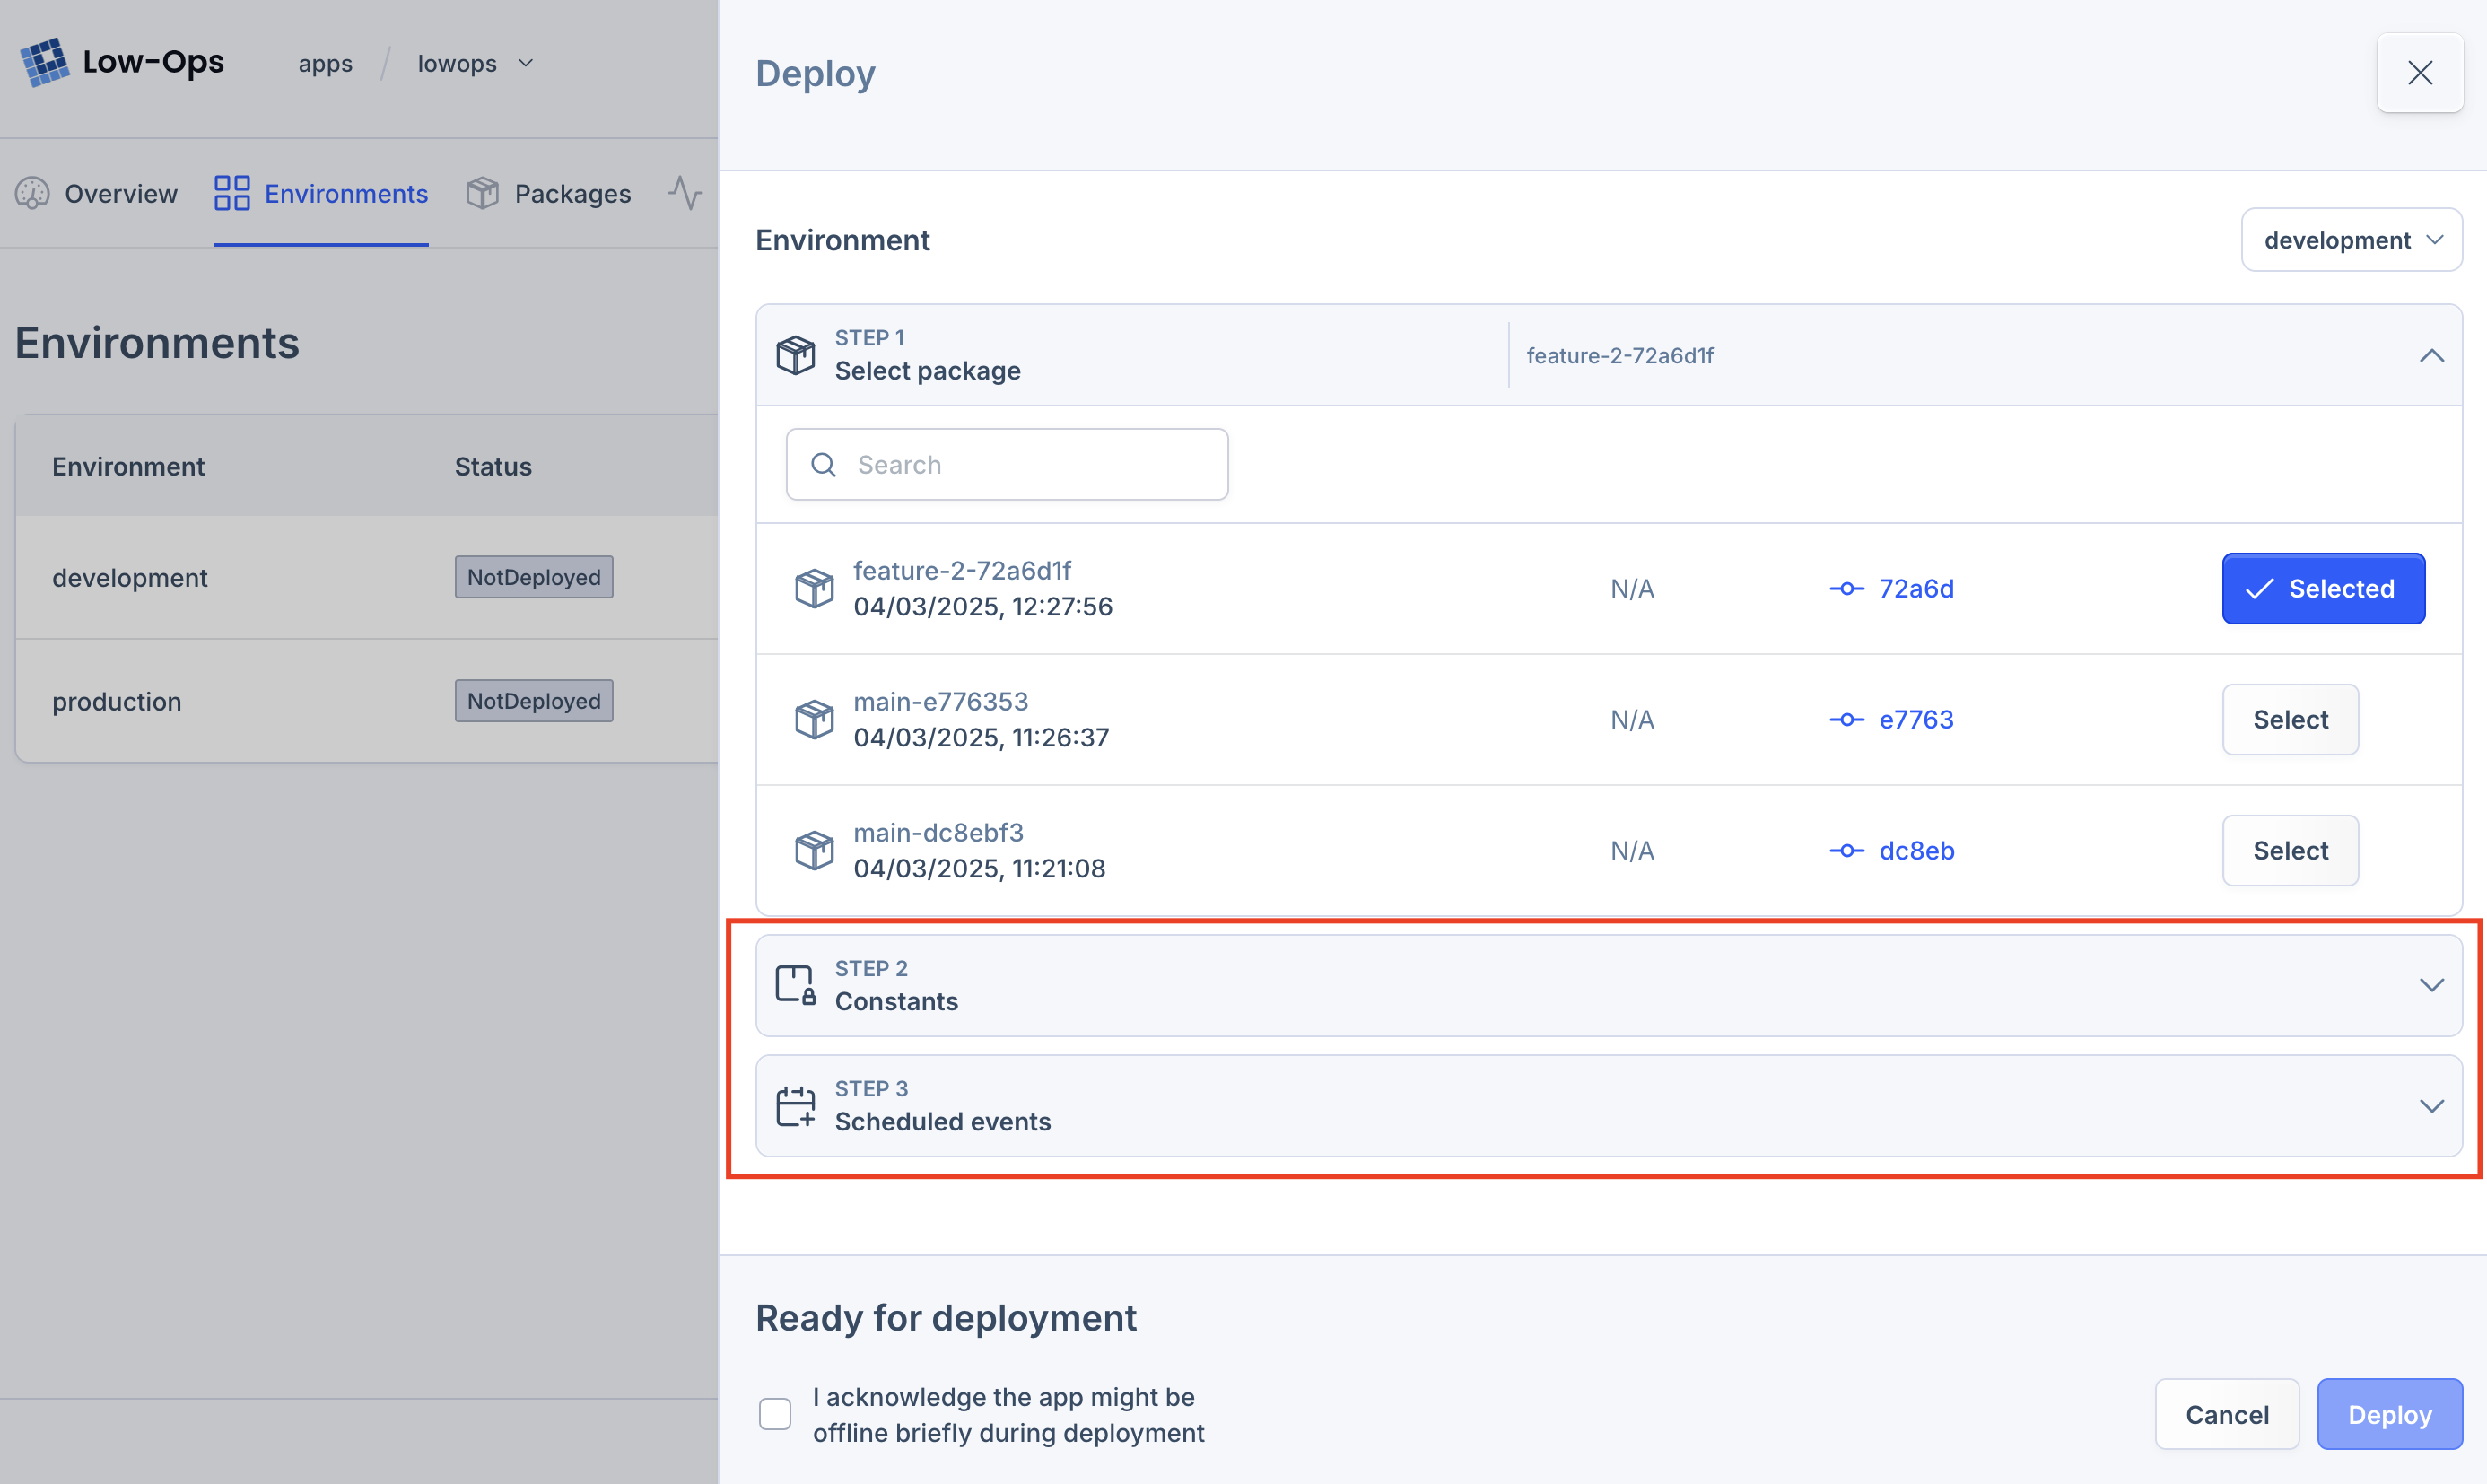 Low-Ops
apps / lowops
Overview
Environments
Packages
Environments
Environment Status
development NotDeployed
production NotDeployed
Deploy
Environment
development
STEP 1
Select package
feature-2-72a6d1f
Search
feature-2-72a6d1f
04/03/2025, 12:27:56
N/A
72a6d
Selected
main-e776353
04/03/2025, 11:26:37
N/A
e7763
Select
main-dc8ebf3
04/03/2025, 11:21:08
N/A
dc8eb
Select
STEP 2
Constants
STEP 3
Scheduled events
Ready for deployment
I acknowledge the app might be
offline briefly during deployment
Cancel
Deploy